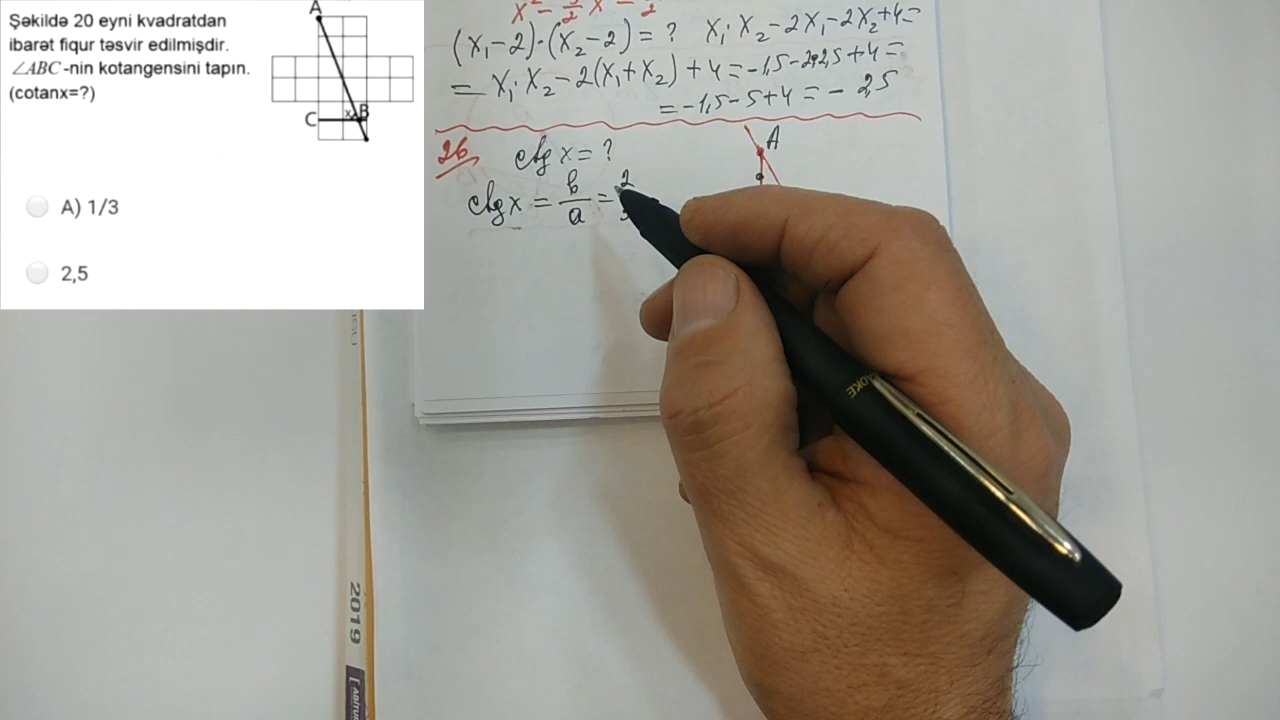 A
Şəkildə 20 eyni kvadratdan
ibarət fiqur təsvir edilmişdir.
∠ABC -nin kotangensini tapın.
(cotanx=?)
C x B
A) 1/3
2,5
(x₁-2)·(x₂-2)=? x₁·x₂-2x₁-2x₂+4=
= x₁·x₂-2(x₁+x₂)+4=-1,5-2·2,5+4=
=-1,5-5+4=-2,5
26, ctg x = ?
A
ctg x = b/a = 2
2019